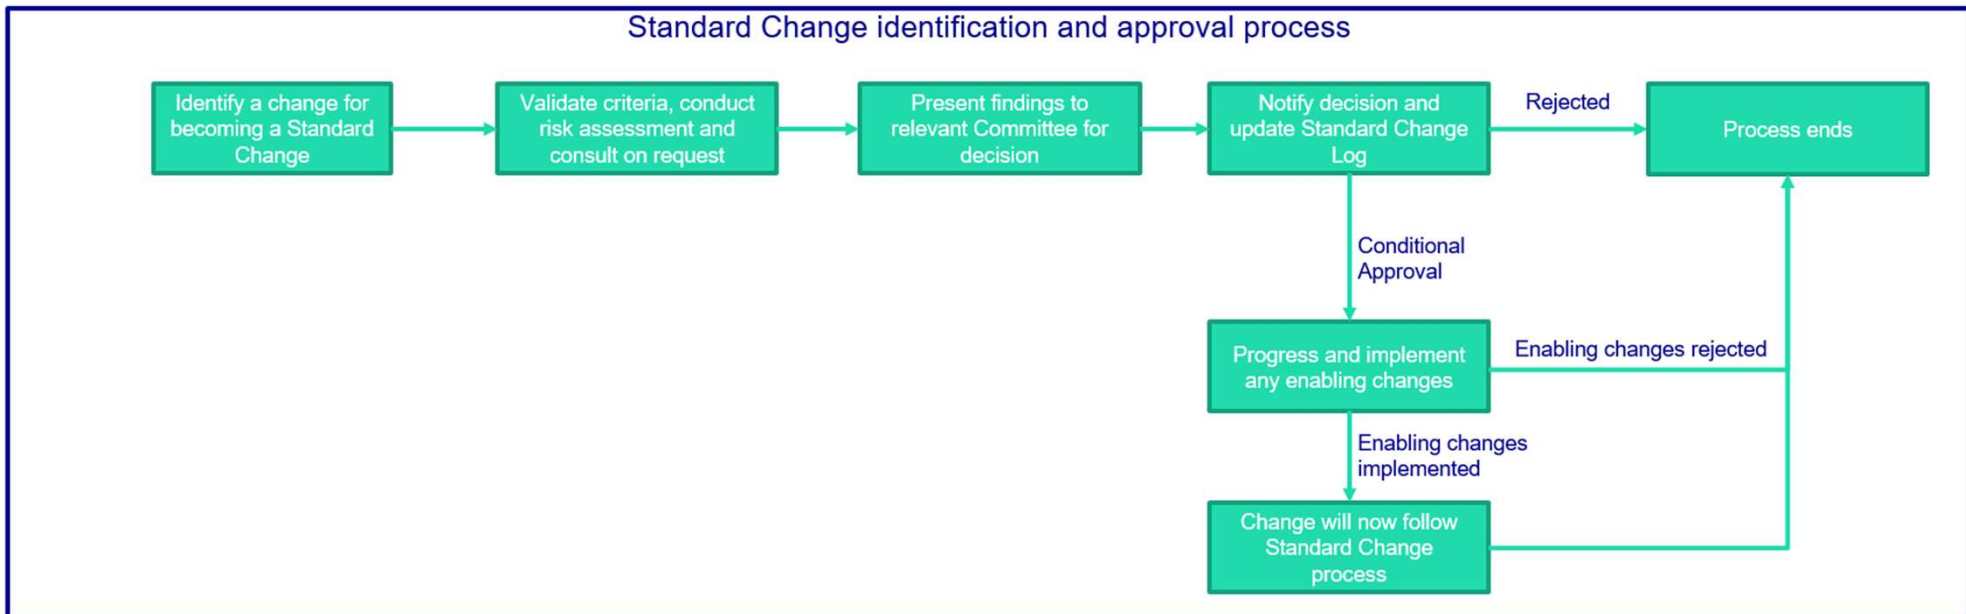 Standard Change identification and approval process
Identify a change for
becoming a Standard
Change
Validate criteria, conduct
risk assessment and
consult on request
Present findings to
relevant Committee for
decision
Notify decision and
update Standard Change
Log
Rejected
Process ends
Conditional
Approval
Progress and implement
any enabling changes
Enabling changes rejected
Enabling changes
implemented
Change will now follow
Standard Change
process